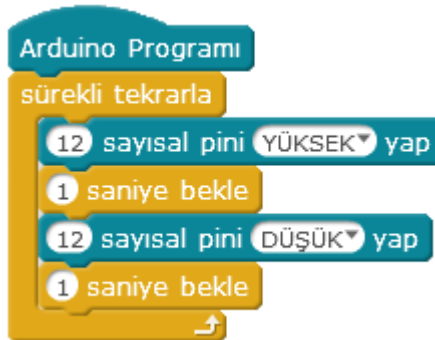 Arduino Programı
sürekli tekrarla
12 sayısal pini YÜKSEK yap
1 saniye bekle
12 sayısal pini DÜŞÜK yap
1 saniye bekle